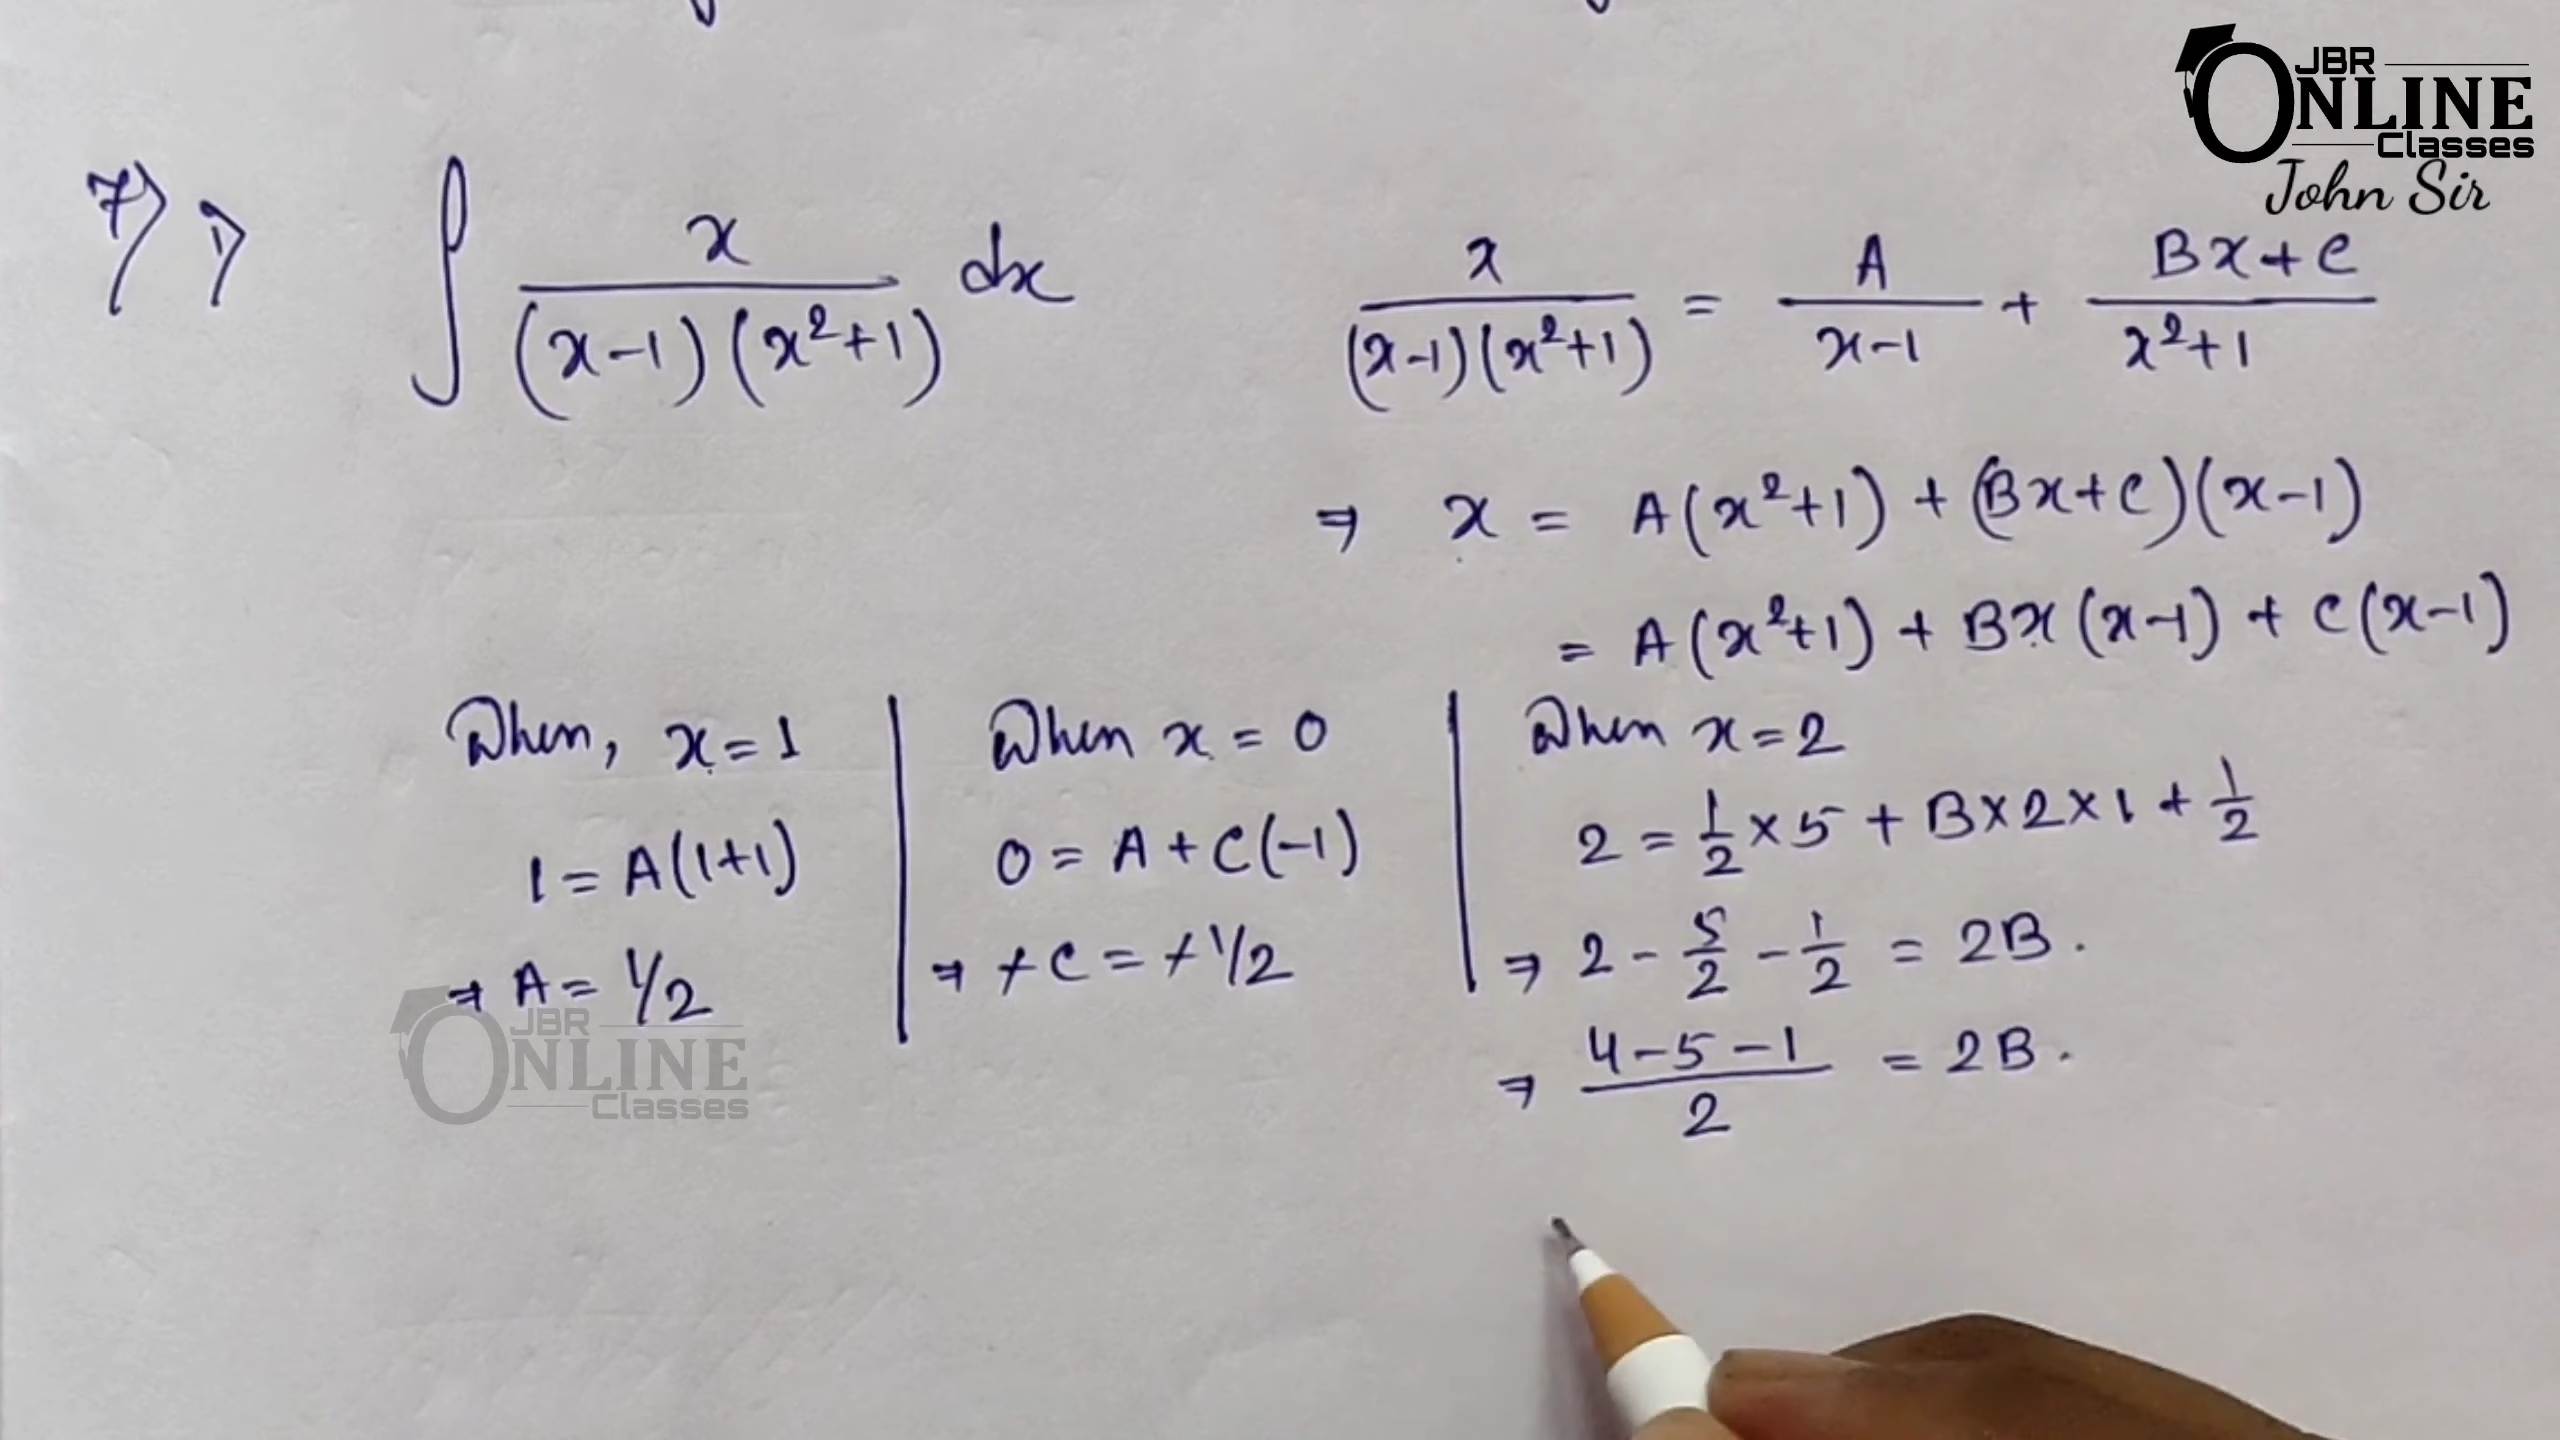 JBR
ONLINE
Classes
John Sir
7) 1) ∫ x/((x-1)(x²+1)) dx
x/((x-1)(x²+1)) = A/(x-1) + (Bx+C)/(x²+1)
⇒ x = A(x²+1) + (Bx+C)(x-1)
= A(x²+1) + Bx(x-1) + C(x-1)
When, x=1
1 = A(1+1)
⇒ A = 1/2
When x = 0
0 = A + C(-1)
⇒ +C = +1/2
When x=2
2 = 1/2 × 5 + B×2×1 + 1/2
⇒ 2 - 5/2 - 1/2 = 2B.
⇒ (4-5-1)/2 = 2B.
JBR
ONLINE
Classes